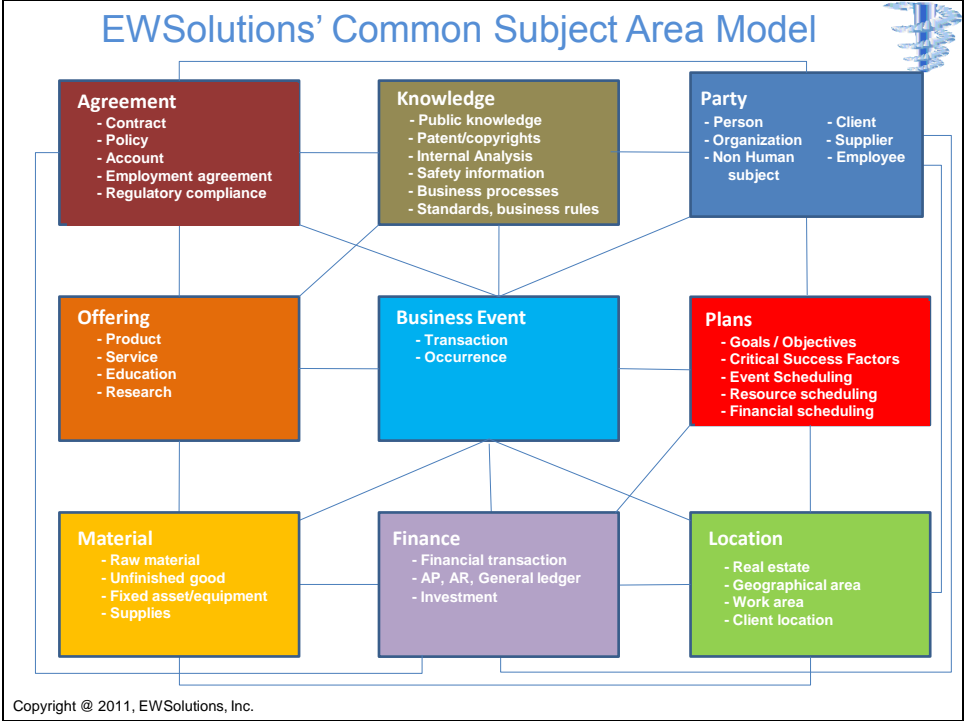 EWSolutions' Common Subject Area Model
Agreement
- Contract
- Policy
- Account
- Employment agreement
- Regulatory compliance
Knowledge
- Public knowledge
- Patent/copyrights
- Internal Analysis
- Safety information
- Business processes
- Standards, business rules
Party
- Person
- Organization
- Non Human
subject
- Client
- Supplier
- Employee
Offering
- Product
- Service
- Education
- Research
Business Event
- Transaction
- Occurrence
Plans
- Goals / Objectives
- Critical Success Factors
- Event Scheduling
- Resource scheduling
- Financial scheduling
Material
- Raw material
- Unfinished good
- Fixed asset/equipment
- Supplies
Finance
- Financial transaction
- AP, AR, General ledger
- Investment
Location
- Real estate
- Geographical area
- Work area
- Client location
Copyright @ 2011, EWSolutions, Inc.